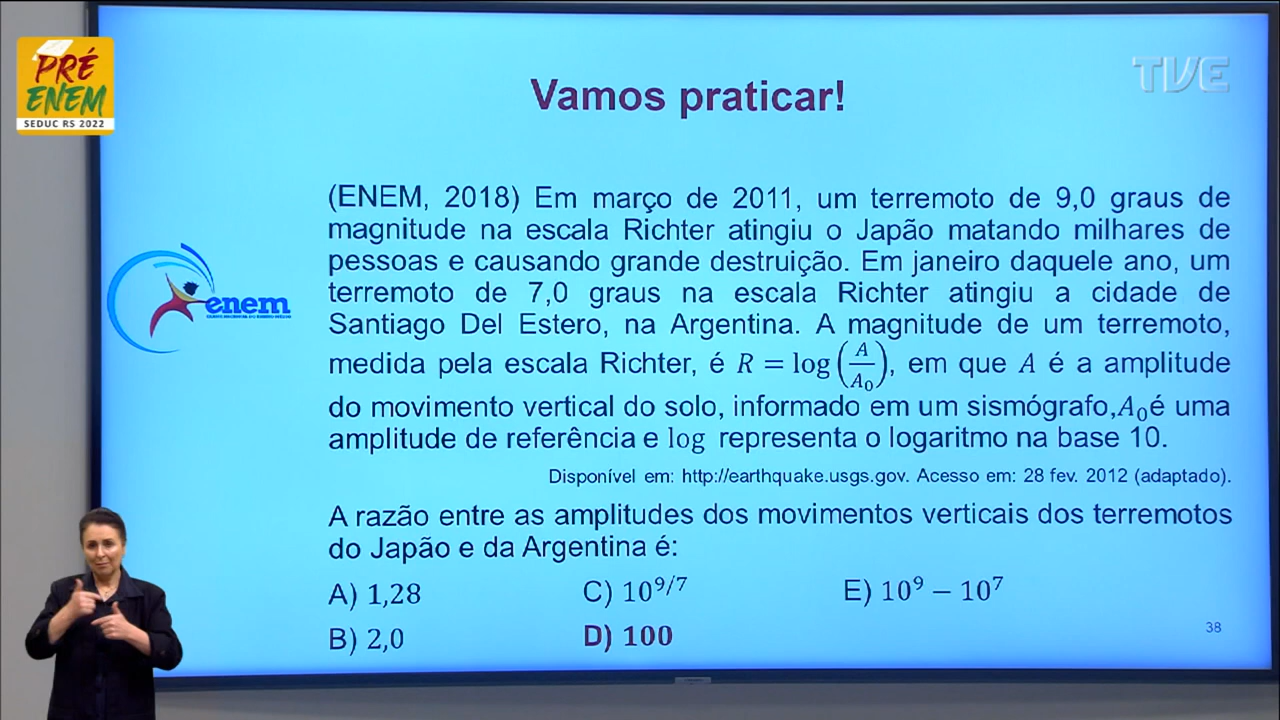 PRÉ
ENEM
SEDUC RS 2022
TVE
Vamos praticar!
(ENEM, 2018) Em março de 2011, um terremoto de 9,0 graus de
magnitude na escala Richter atingiu o Japão matando milhares de
pessoas e causando grande destruição. Em janeiro daquele ano, um
terremoto de 7,0 graus na escala Richter atingiu a cidade de
Santiago Del Estero, na Argentina. A magnitude de um terremoto,
medida pela escala Richter, é R = log(A/A₀), em que A é a amplitude
do movimento vertical do solo, informado em um sismógrafo,A₀é uma
amplitude de referência e log representa o logaritmo na base 10.
Disponível em: http://earthquake.usgs.gov. Acesso em: 28 fev. 2012 (adaptado).
A razão entre as amplitudes dos movimentos verticais dos terremotos
do Japão e da Argentina é:
A) 1,28 C) 10^(9/7) E) 10⁹ − 10⁷
B) 2,0 D) 100
enem
38